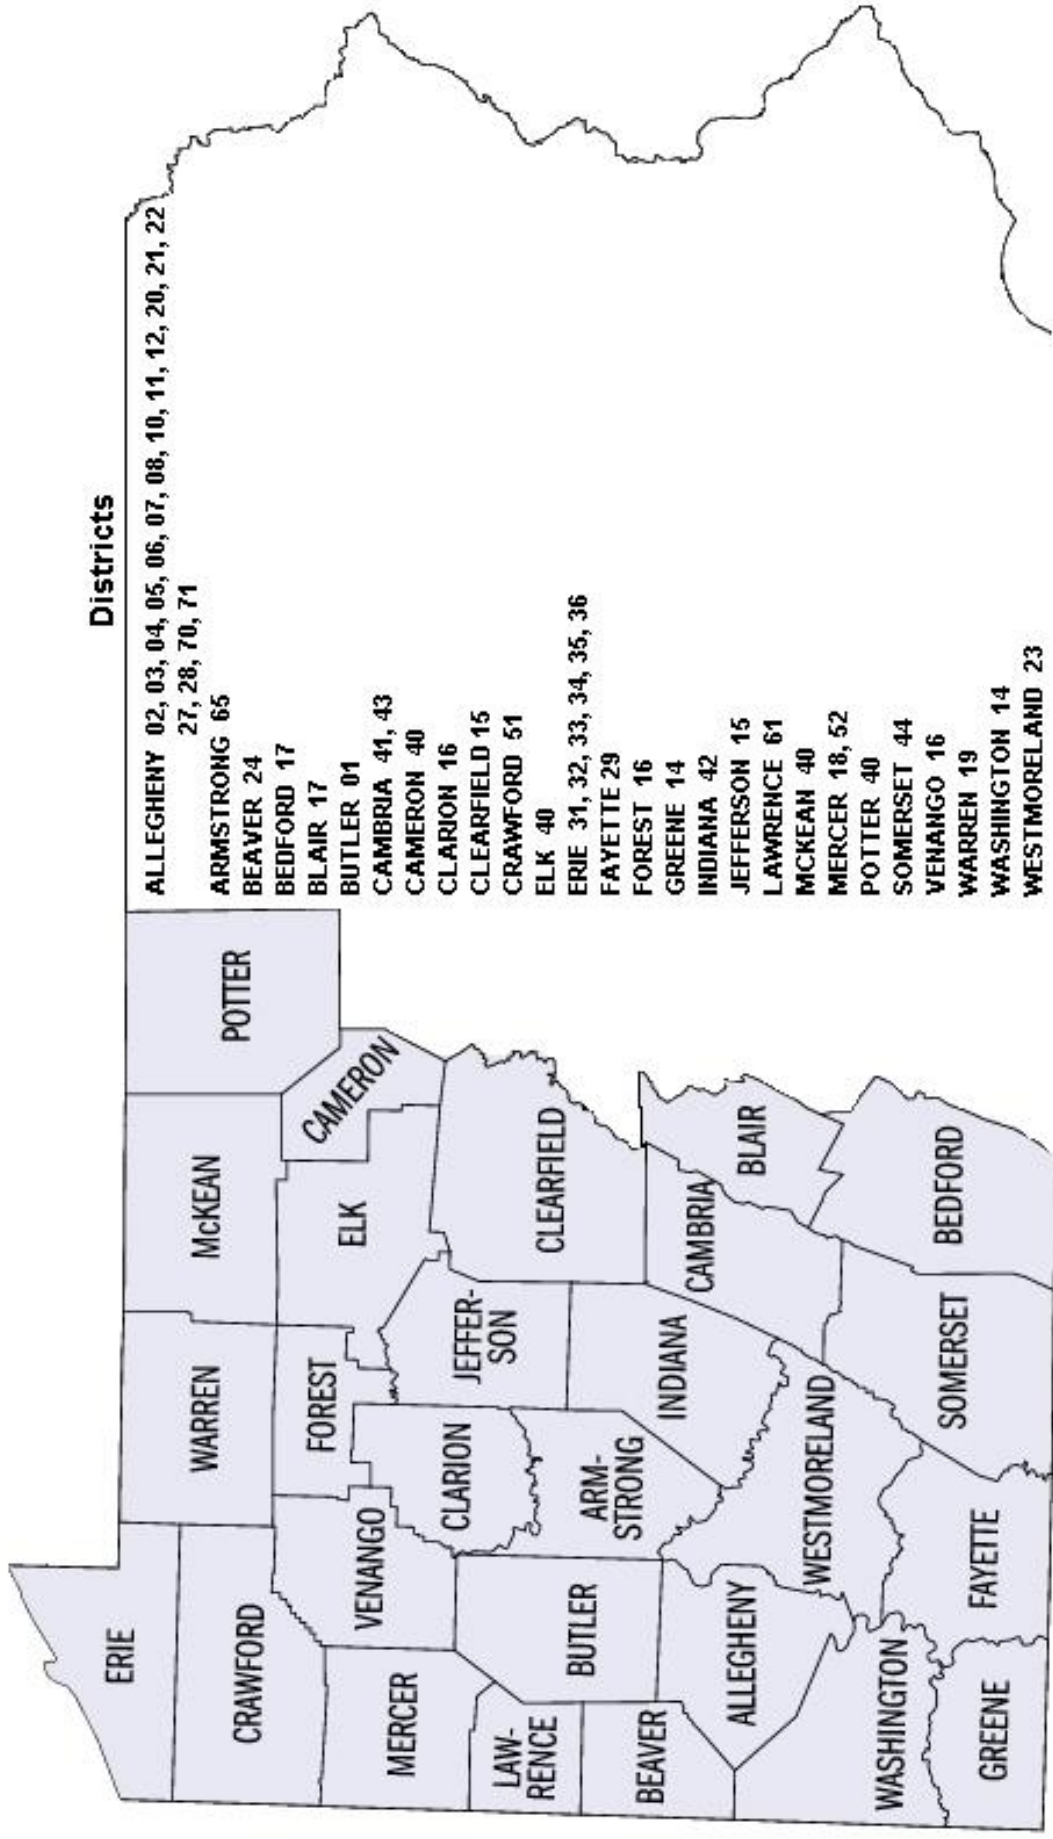 Districts
ALLEGHENY 02, 03, 04, 05, 06, 07, 08, 10, 11, 12, 20, 21, 22
27, 28, 70, 71
ARMSTRONG 65
BEAVER 24
BEDFORD 17
BLAIR 17
BUTLER 01
CAMBRIA 41, 43
CAMERON 40
CLARION 16
CLEARFIELD 15
CRAWFORD 51
ELK 40
ERIE 31, 32, 33, 34, 35, 36
FAYETTE 29
FOREST 16
GREENE 14
INDIANA 42
JEFFERSON 15
LAWRENCE 61
MCKEAN 40
MERCER 18, 52
POTTER 40
SOMERSET 44
VENANGO 16
WARREN 19
WASHINGTON 14
WESTMORELAND 23
ERIE
CRAWFORD
WARREN
McKEAN
POTTER
MERCER
VENANGO
FOREST
ELK
CAMERON
LAW-
RENCE
BUTLER
CLARION
JEFFER-
SON
CLEARFIELD
BEAVER
ARM-
STRONG
INDIANA
CAMBRIA
BLAIR
ALLEGHENY
WESTMORELAND
WASHINGTON
GREENE
FAYETTE
SOMERSET
BEDFORD